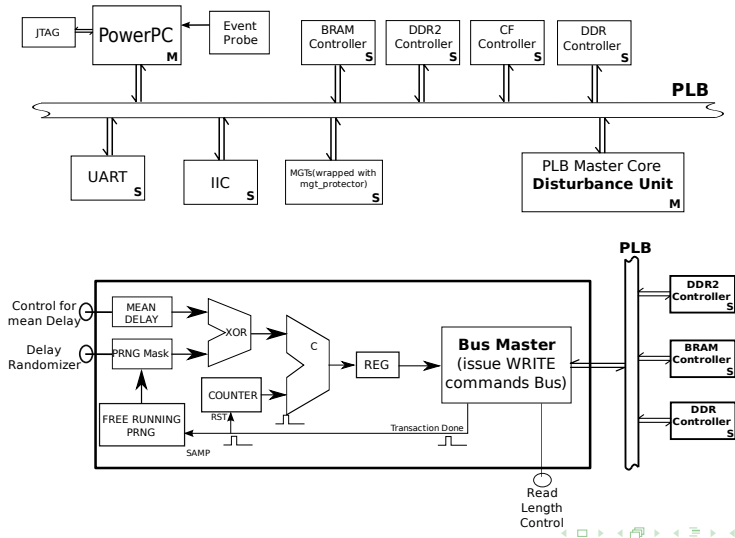 JTAG
PowerPC
M
Event
Probe
BRAM
Controller
S
DDR2
Controller
S
CF
Controller
S
DDR
Controller
S
PLB
UART
S
IIC
S
MGTs(wrapped with
mgt_protector)
S
PLB Master Core
Disturbance Unit
M
PLB
Control for
mean Delay
MEAN
DELAY
XOR
Delay
Randomizer
PRNG Mask
C
REG
Bus Master
(issue WRITE
commands Bus)
COUNTER
RST
FREE RUNNING
PRNG
SAMP
Transaction Done
Read
Length
Control
DDR2
Controller
S
BRAM
Controller
S
DDR
Controller
S